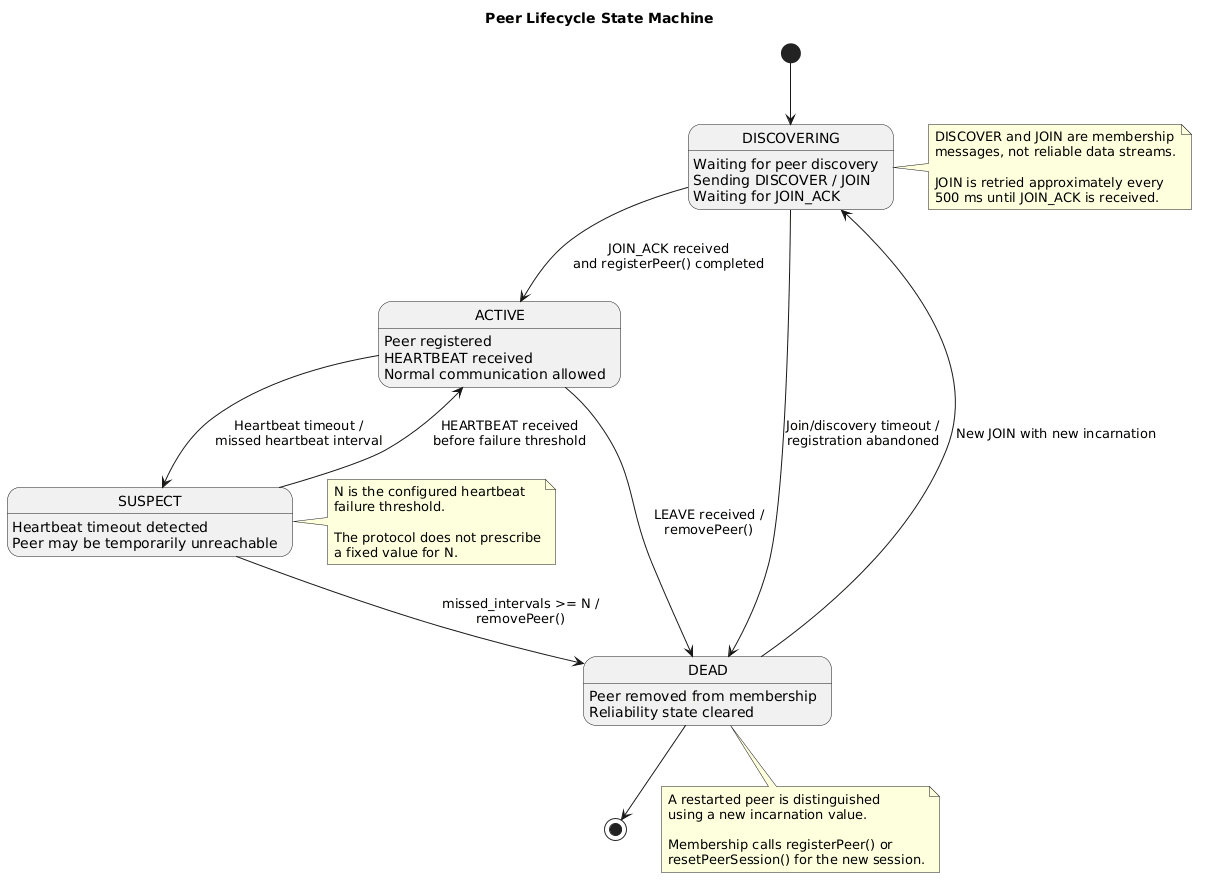 Peer Lifecycle State Machine
DISCOVERING
Waiting for peer discovery
Sending DISCOVER / JOIN
Waiting for JOIN_ACK
DISCOVER and JOIN are membership
messages, not reliable data streams.
JOIN is retried approximately every
500 ms until JOIN_ACK is received.
JOIN_ACK received
and registerPeer() completed
ACTIVE
Peer registered
HEARTBEAT received
Normal communication allowed
Heartbeat timeout /
missed heartbeat interval
HEARTBEAT received
before failure threshold
Join/discovery timeout /
registration abandoned
New JOIN with new incarnation
SUSPECT
Heartbeat timeout detected
Peer may be temporarily unreachable
N is the configured heartbeat
failure threshold.
The protocol does not prescribe
a fixed value for N.
LEAVE received /
removePeer()
missed_intervals >= N /
removePeer()
DEAD
Peer removed from membership
Reliability state cleared
A restarted peer is distinguished
using a new incarnation value.
Membership calls registerPeer() or
resetPeerSession() for the new session.